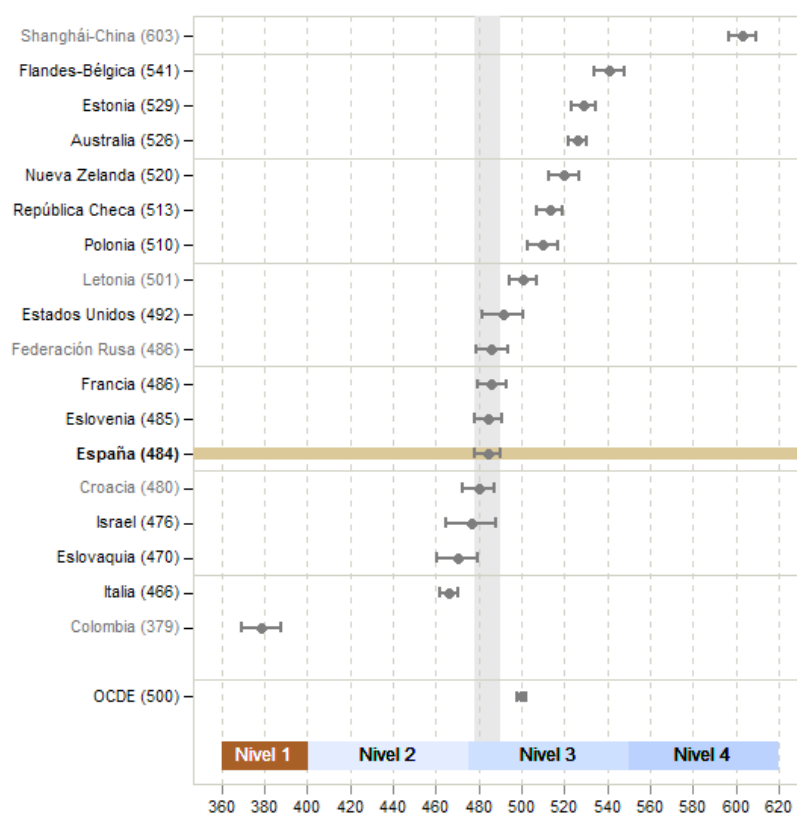 Shanghái-China (603)
Flandes-Bélgica (541)
Estonia (529)
Australia (526)
Nueva Zelanda (520)
República Checa (513)
Polonia (510)
Letonia (501)
Estados Unidos (492)
Federación Rusa (486)
Francia (486)
Eslovenia (485)
España (484)
Croacia (480)
Israel (476)
Eslovaquia (470)
Italia (466)
Colombia (379)
OCDE (500)
Nivel 1 Nivel 2 Nivel 3 Nivel 4
360 380 400 420 440 460 480 500 520 540 560 580 600 620